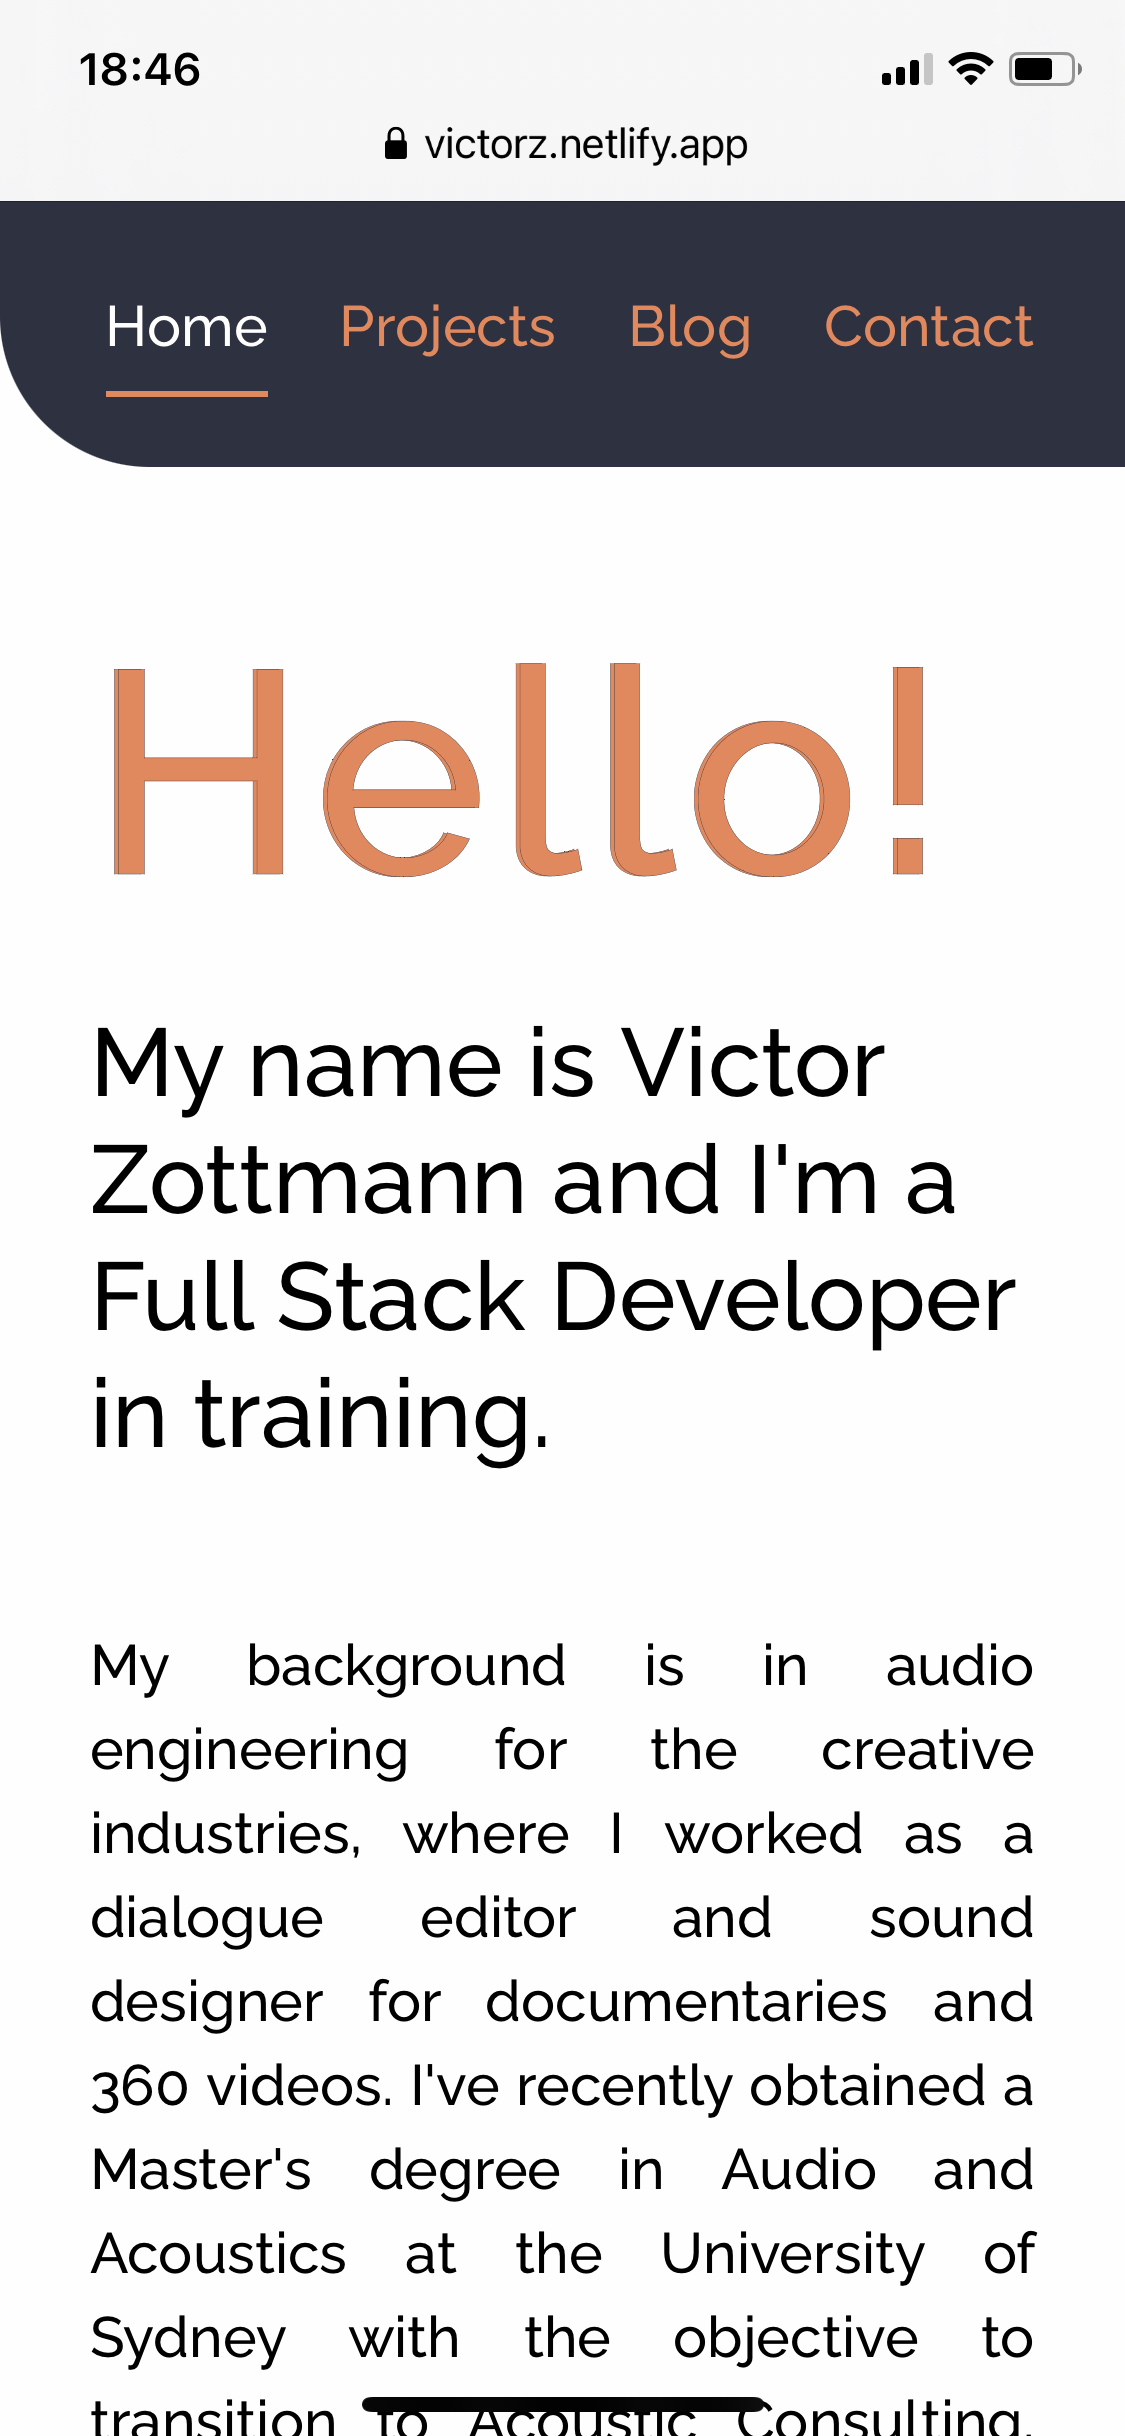 18:46
victorz.netlify.app
Home Projects Blog Contact
Hello!
My name is Victor
Zottmann and I'm a
Full Stack Developer
in training.
My background is in audio
engineering for the creative
industries, where I worked as a
dialogue editor and sound
designer for documentaries and
360 videos. I've recently obtained a
Master's degree in Audio and
Acoustics at the University of
Sydney with the objective to
transition to Acoustic Consulting.